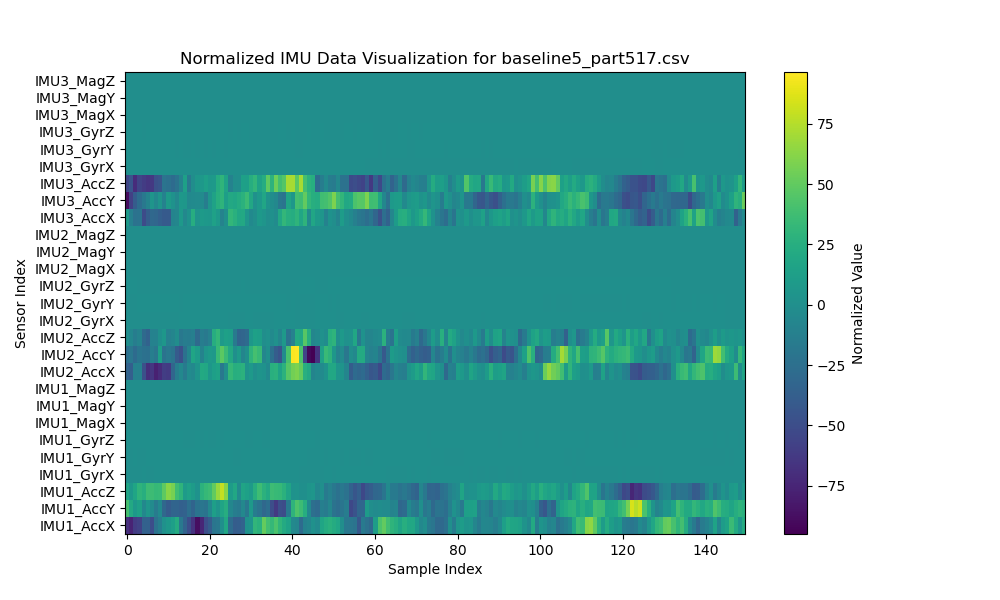 Normalized IMU Data Visualization for baseline5_part517.csv
IMU3_MagZ
IMU3_MagY
IMU3_MagX
IMU3_GyrZ
IMU3_GyrY
IMU3_GyrX
IMU3_AccZ
IMU3_AccY
IMU3_AccX
IMU2_MagZ
IMU2_MagY
IMU2_MagX
IMU2_GyrZ
IMU2_GyrY
IMU2_GyrX
IMU2_AccZ
IMU2_AccY
IMU2_AccX
IMU1_MagZ
IMU1_MagY
IMU1_MagX
IMU1_GyrZ
IMU1_GyrY
IMU1_GyrX
IMU1_AccZ
IMU1_AccY
IMU1_AccX
Sensor Index
0 20 40 60 80 100 120 140
Sample Index
75
50
25
0
−25
−50
−75
Normalized Value